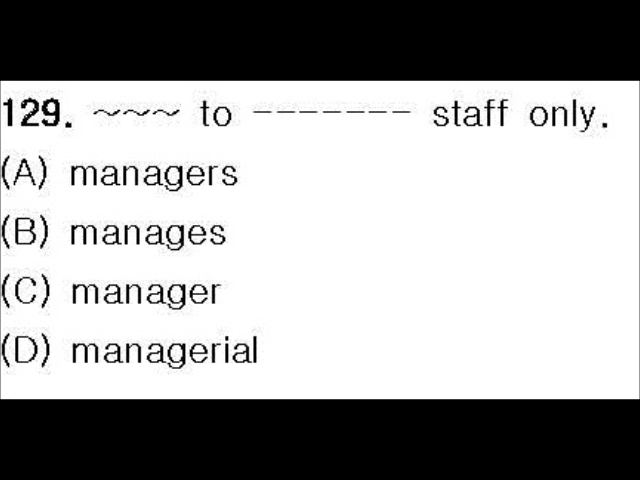 129. ~~~ to ------- staff only.
(A) managers
(B) manages
(C) manager
(D) managerial